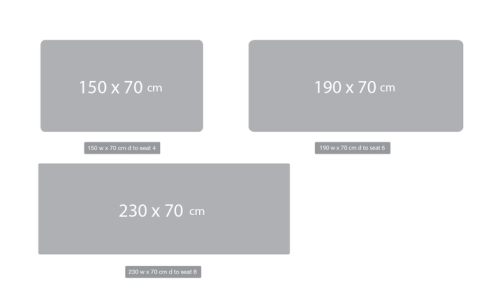 150 x 70 cm
190 x 70 cm
150 w x 70 cm d to seat 4
190 w x 70 cm d to seat 6
230 x 70 cm
230 w x 70 cm d to seat 8